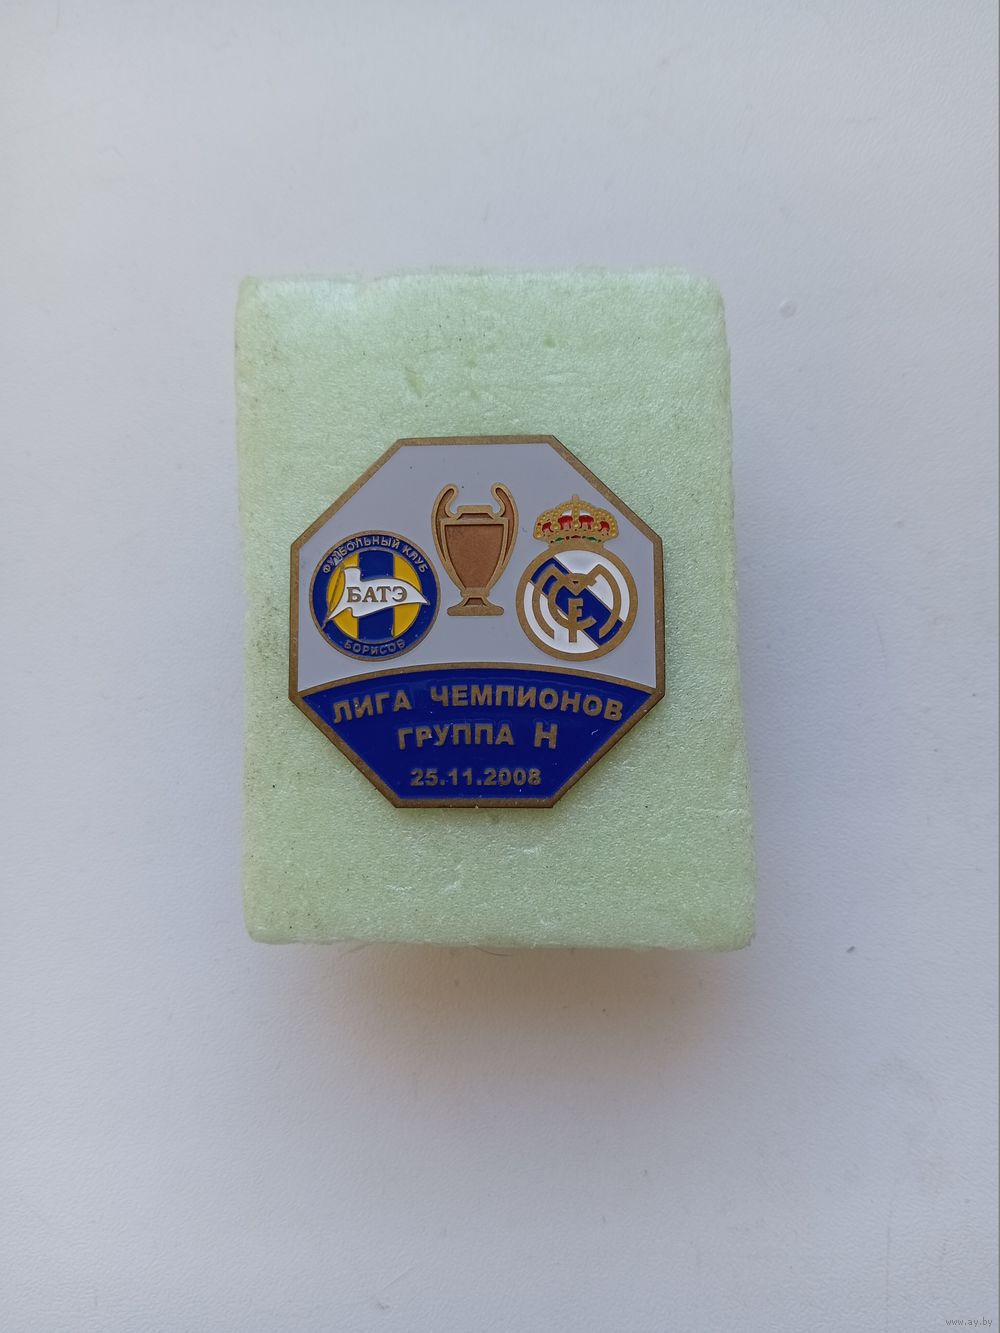 ФУТБОЛЬНЫЙ КЛУБ
БАТЭ
БОРИСОВ
ЛИГА ЧЕМПИОНОВ
ГРУППА H
25.11.2008
www.ay.by